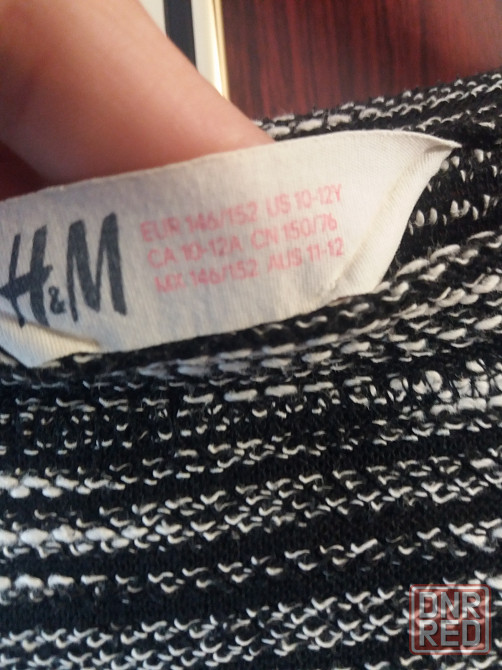 H&M
EUR 146/152 US 10-12Y
CA 10-12A CN 150/76
MX 146/152 AUS 11-12
DNR
RED